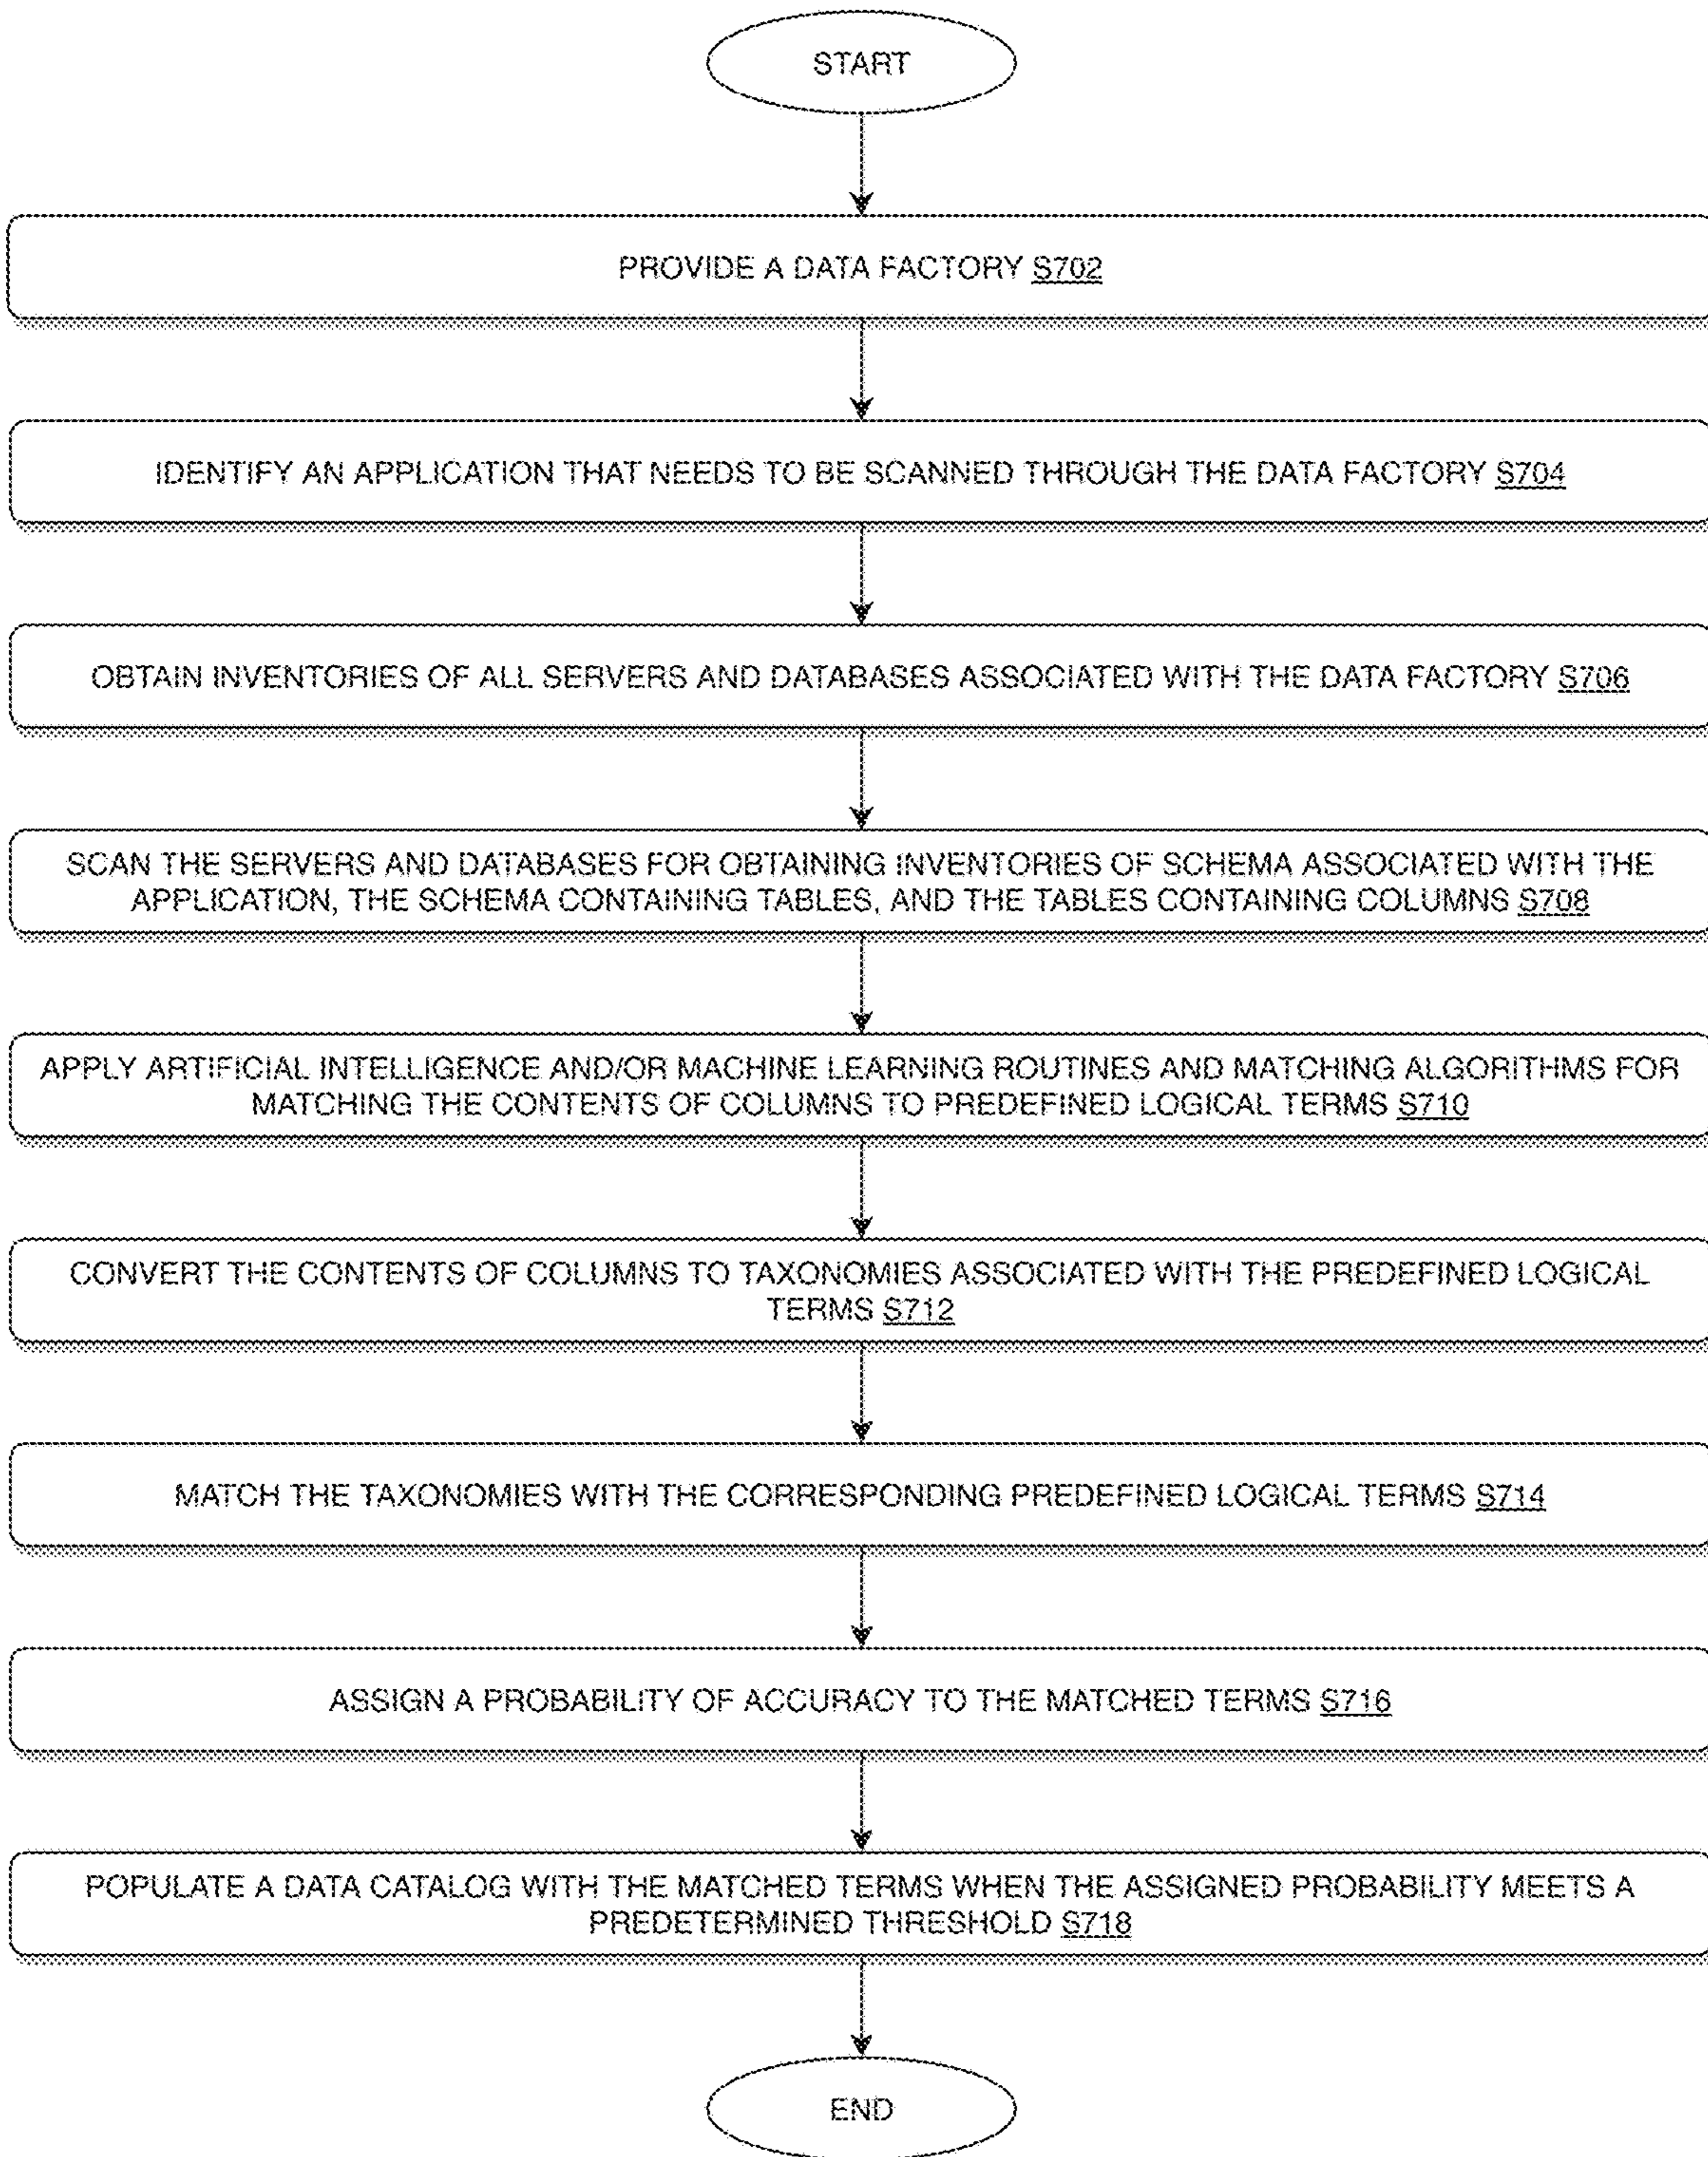 START
PROVIDE A DATA FACTORY S702
IDENTIFY AN APPLICATION THAT NEEDS TO BE SCANNED THROUGH THE DATA FACTORY S704
OBTAIN INVENTORIES OF ALL SERVERS AND DATABASES ASSOCIATED WITH THE DATA FACTORY S706
SCAN THE SERVERS AND DATABASES FOR OBTAINING INVENTORIES OF SCHEMA ASSOCIATED WITH THE
APPLICATION, THE SCHEMA CONTAINING TABLES, AND THE TABLES CONTAINING COLUMNS S708
APPLY ARTIFICIAL INTELLIGENCE AND/OR MACHINE LEARNING ROUTINES AND MATCHING ALGORITHMS FOR
MATCHING THE CONTENTS OF COLUMNS TO PREDEFINED LOGICAL TERMS S710
CONVERT THE CONTENTS OF COLUMNS TO TAXONOMIES ASSOCIATED WITH THE PREDEFINED LOGICAL
TERMS S712
MATCH THE TAXONOMIES WITH THE CORRESPONDING PREDEFINED LOGICAL TERMS S714
ASSIGN A PROBABILITY OF ACCURACY TO THE MATCHED TERMS S716
POPULATE A DATA CATALOG WITH THE MATCHED TERMS WHEN THE ASSIGNED PROBABILITY MEETS A
PREDETERMINED THRESHOLD S718
END